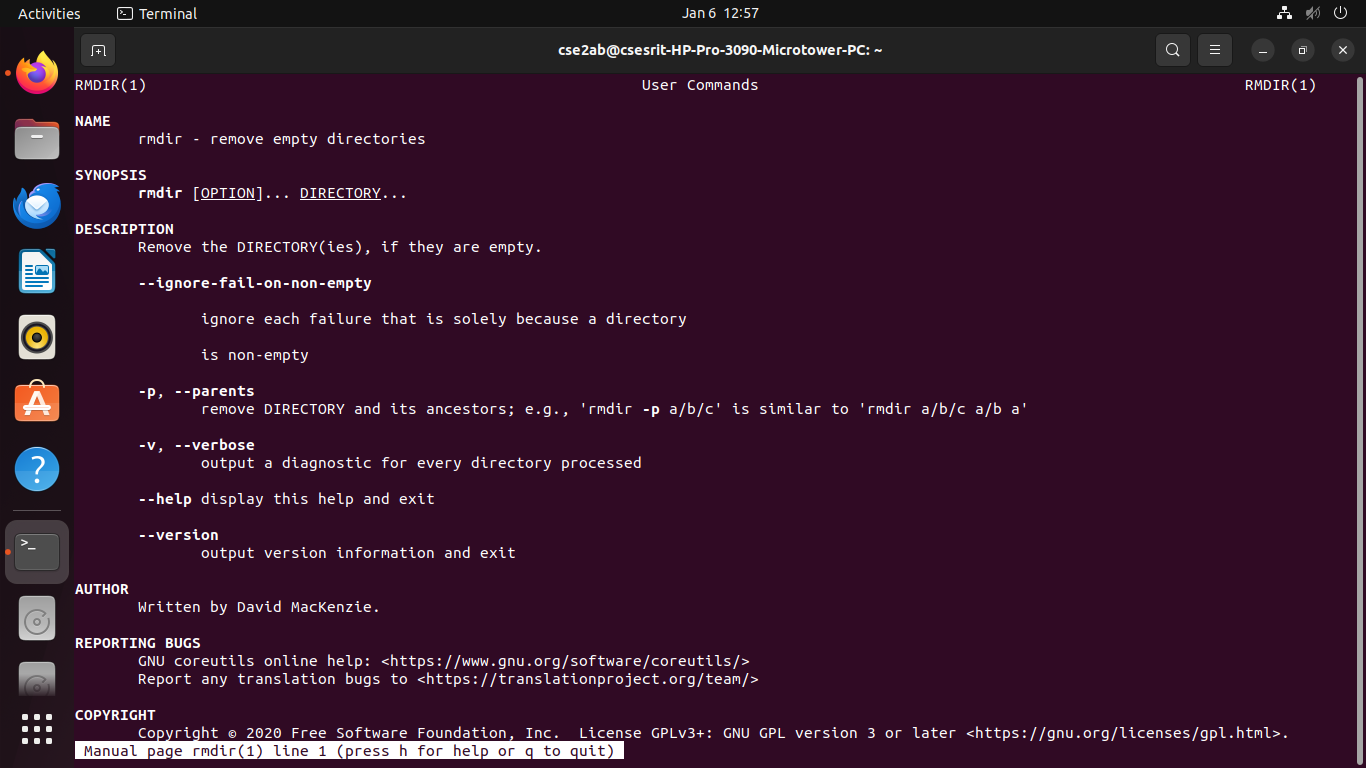 Activities Terminal Jan 6 12:57
cse2ab@csesrit-HP-Pro-3090-Microtower-PC: ~
RMDIR(1) User Commands RMDIR(1)
NAME
rmdir - remove empty directories
SYNOPSIS
rmdir [OPTION]... DIRECTORY...
DESCRIPTION
Remove the DIRECTORY(ies), if they are empty.
--ignore-fail-on-non-empty
ignore each failure that is solely because a directory
is non-empty
-p, --parents
remove DIRECTORY and its ancestors; e.g., 'rmdir -p a/b/c' is similar to 'rmdir a/b/c a/b a'
-v, --verbose
output a diagnostic for every directory processed
--help display this help and exit
--version
output version information and exit
AUTHOR
Written by David MacKenzie.
REPORTING BUGS
GNU coreutils online help: <https://www.gnu.org/software/coreutils/>
Report any translation bugs to <https://translationproject.org/team/>
COPYRIGHT
Copyright © 2020 Free Software Foundation, Inc. License GPLv3+: GNU GPL version 3 or later <https://gnu.org/licenses/gpl.html>.
Manual page rmdir(1) line 1 (press h for help or q to quit)